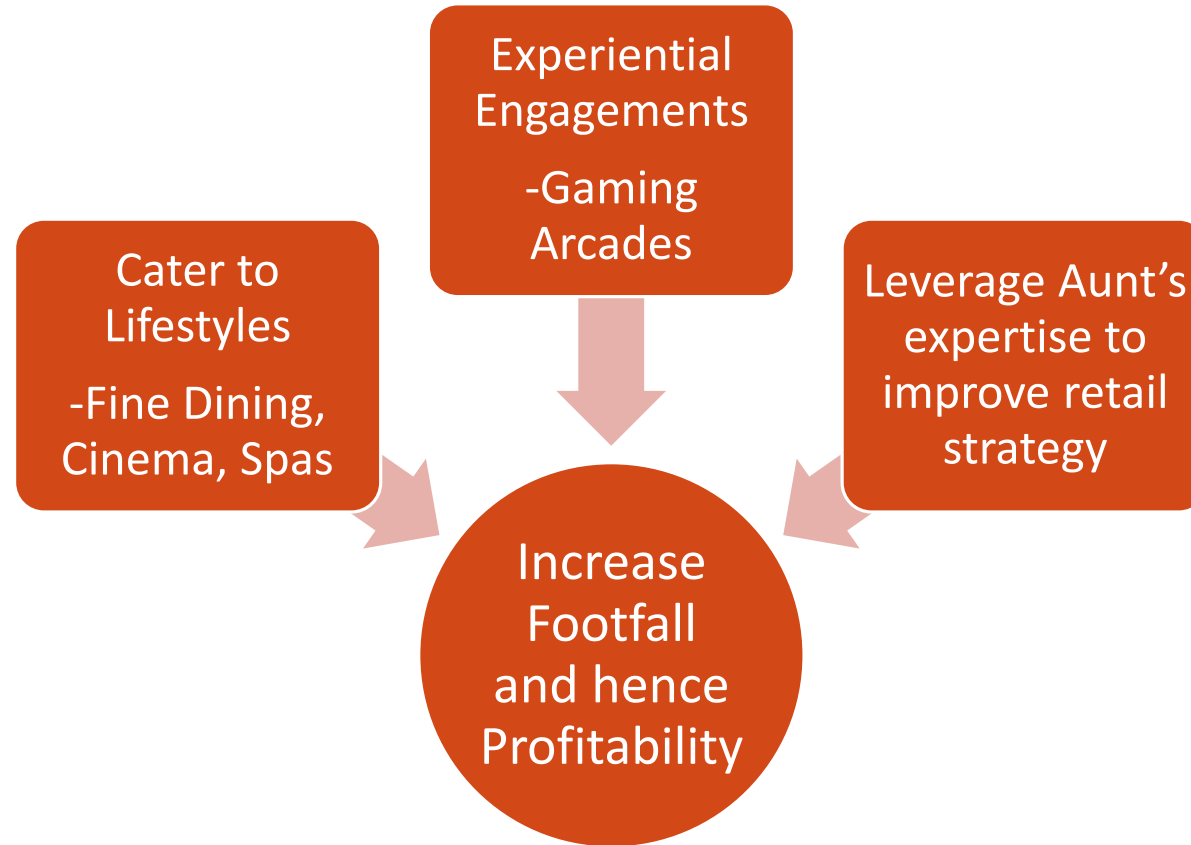 Experiential
Engagements
-Gaming
Arcades
Cater to
Lifestyles
-Fine Dining,
Cinema, Spas
Leverage Aunt’s
expertise to
improve retail
strategy
Increase
Footfall
and hence
Profitability